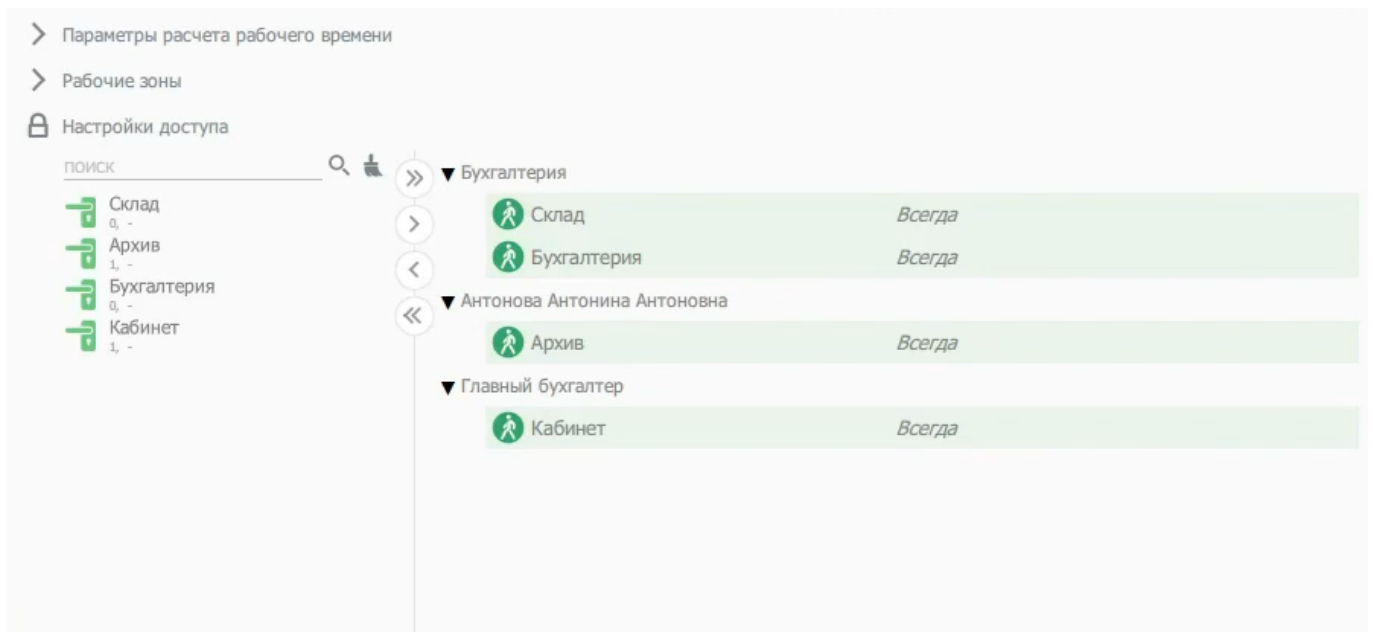 Параметры расчета рабочего времени
Рабочие зоны
Настройки доступа
поиск
Склад
0, -
Архив
1, -
Бухгалтерия
0, -
Кабинет
1, -
Бухгалтерия
Склад Всегда
Бухгалтерия Всегда
Антонова Антонина Антоновна
Архив Всегда
Главный бухгалтер
Кабинет Всегда